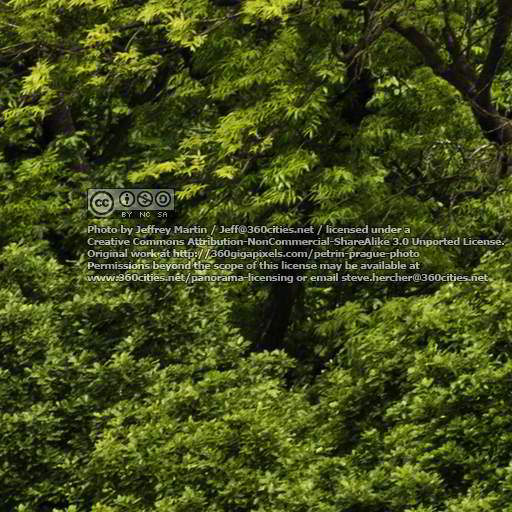 cc
BY NC SA
Photo by Jeffrey Martin / Jeff@360cities.net / licensed under a
Creative Commons Attribution-NonCommercial-ShareAlike 3.0 Unported License.
Original work at http://360gigapixels.com/petrin-prague-photo
Permissions beyond the scope of this license may be available at
www.360cities.net/panorama-licensing or email steve.hercher@360cities.net